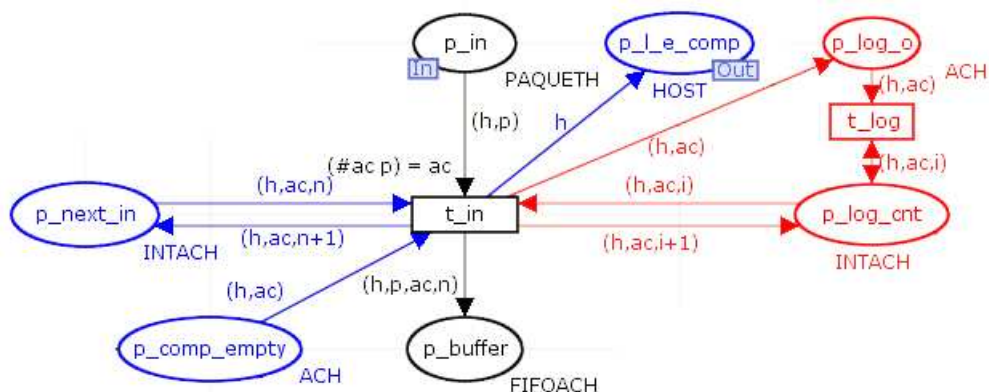 p_in
p_l_e_comp
p_log_o
In
Out
PAQUETH
HOST
ACH
(h,ac)
(h,p)
h
t_log
(h,ac)
(#ac p) = ac
(h,ac,i)
(h,ac,n)
(h,ac,i)
p_next_in
t_in
p_log_cnt
(h,ac,n+1)
(h,ac,i+1)
INTACH
INTACH
(h,ac)
(h,p,ac,n)
p_comp_empty
p_buffer
ACH
FIFOACH